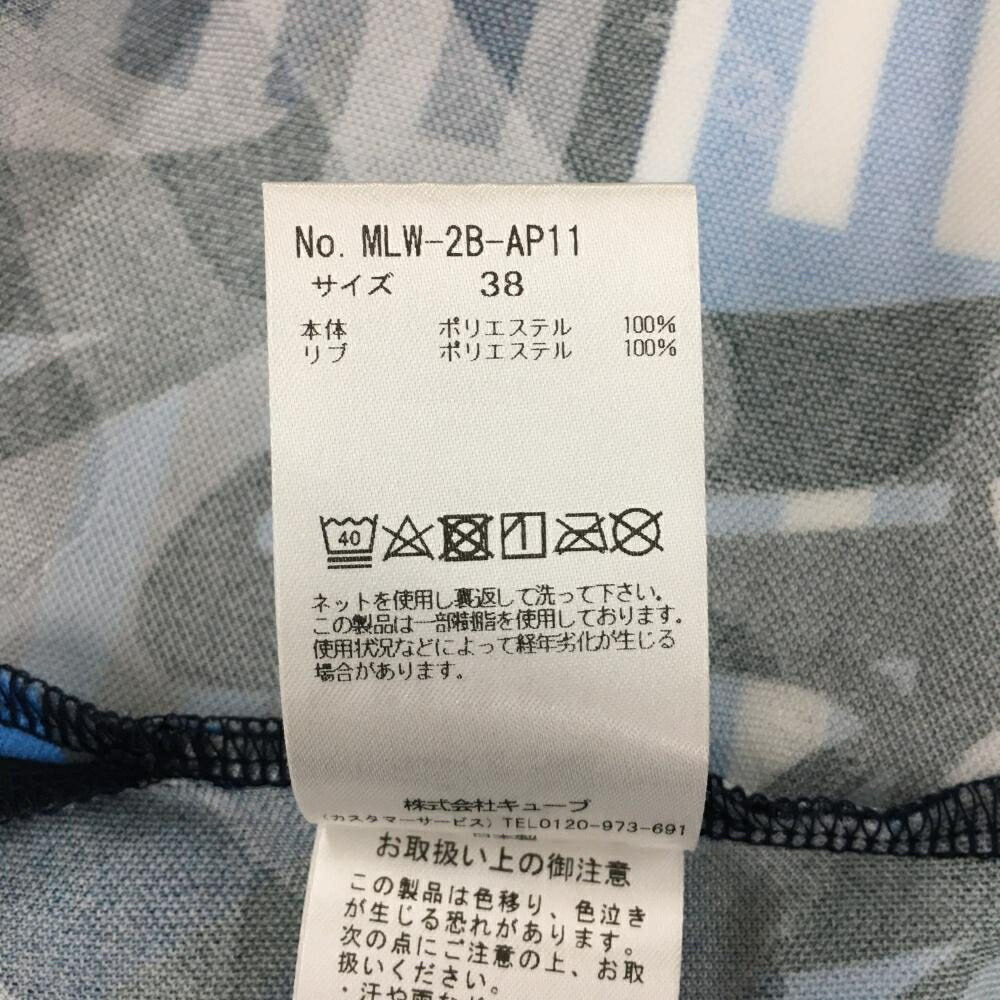 No. MLW-2B-AP11
サイズ 38
本体 ポリエステル 100%
リブ ポリエステル 100%
40
ネットを使用し裏返して洗って下さい。
この製品は一部樹脂を使用しております。
使用状況などによって経年劣化が生じる
場合があります。
株式会社キューブ
(カスタマーサービス) TEL0120-973-691
お取扱い上の御注意
この製品は色移り、色泣き
が生じる恐れがあります。
次の点にご注意の上、お取
扱いください。
・汗や雨など